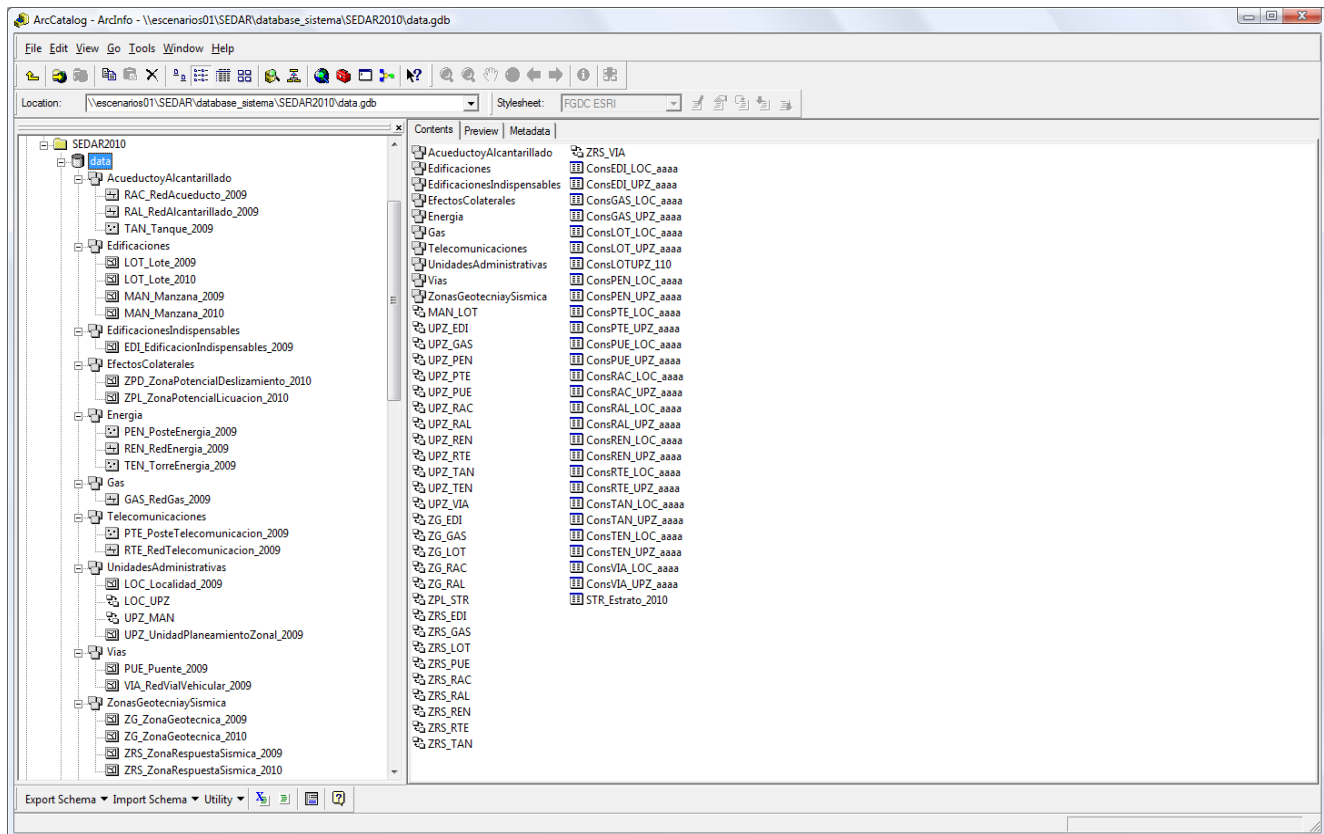 ArcCatalog - ArcInfo - \\escenarios01\SEDAR\database_sistema\SEDAR2010\data.gdb
File Edit View Go Tools Window Help
Location: \\escenarios01\SEDAR\database_sistema\SEDAR2010\data.gdb Stylesheet: FGDC ESRI
SEDAR2010
data
AcueductoyAlcantarillado
RAC_RedAcueducto_2009
RAL_RedAlcantarillado_2009
TAN_Tanque_2009
Edificaciones
LOT_Lote_2009
LOT_Lote_2010
MAN_Manzana_2009
MAN_Manzana_2010
EdificacionesIndispensables
EDI_EdificacionIndispensables_2009
EfectosColaterales
ZPD_ZonaPotencialDeslizamiento_2010
ZPL_ZonaPotencialLicuacion_2010
Energia
PEN_PosteEnergia_2009
REN_RedEnergia_2009
TEN_TorreEnergia_2009
Gas
GAS_RedGas_2009
Telecomunicaciones
PTE_PosteTelecomunicacion_2009
RTE_RedTelecomunicacion_2009
UnidadesAdministrativas
LOC_Localidad_2009
LOC_UPZ
UPZ_MAN
UPZ_UnidadPlaneamientoZonal_2009
Vias
PUE_Puente_2009
VIA_RedVialVehicular_2009
ZonasGeotecniaySismica
ZG_ZonaGeotecnica_2009
ZG_ZonaGeotecnica_2010
ZRS_ZonaRespuestaSismica_2009
ZRS_ZonaRespuestaSismica_2010
Contents Preview Metadata
AcueductoyAlcantarillado
Edificaciones
EdificacionesIndispensables
EfectosColaterales
Energia
Gas
Telecomunicaciones
UnidadesAdministrativas
Vias
ZonasGeotecniaySismica
MAN_LOT
UPZ_EDI
UPZ_GAS
UPZ_PEN
UPZ_PTE
UPZ_PUE
UPZ_RAC
UPZ_RAL
UPZ_REN
UPZ_RTE
UPZ_TAN
UPZ_TEN
UPZ_VIA
ZG_EDI
ZG_GAS
ZG_LOT
ZG_RAC
ZG_RAL
ZPL_STR
ZRS_EDI
ZRS_GAS
ZRS_LOT
ZRS_PUE
ZRS_RAC
ZRS_RAL
ZRS_REN
ZRS_RTE
ZRS_TAN
ZRS_VIA
ConsEDI_LOC_aaaa
ConsEDI_UPZ_aaaa
ConsGAS_LOC_aaaa
ConsGAS_UPZ_aaaa
ConsLOT_LOC_aaaa
ConsLOT_UPZ_aaaa
ConsLOTUPZ_110
ConsPEN_LOC_aaaa
ConsPEN_UPZ_aaaa
ConsPTE_LOC_aaaa
ConsPTE_UPZ_aaaa
ConsPUE_LOC_aaaa
ConsPUE_UPZ_aaaa
ConsRAC_LOC_aaaa
ConsRAC_UPZ_aaaa
ConsRAL_LOC_aaaa
ConsRAL_UPZ_aaaa
ConsREN_LOC_aaaa
ConsREN_UPZ_aaaa
ConsRTE_LOC_aaaa
ConsRTE_UPZ_aaaa
ConsTAN_LOC_aaaa
ConsTAN_UPZ_aaaa
ConsTEN_LOC_aaaa
ConsTEN_UPZ_aaaa
ConsVIA_LOC_aaaa
ConsVIA_UPZ_aaaa
STR_Estrato_2010
Export Schema Import Schema Utility